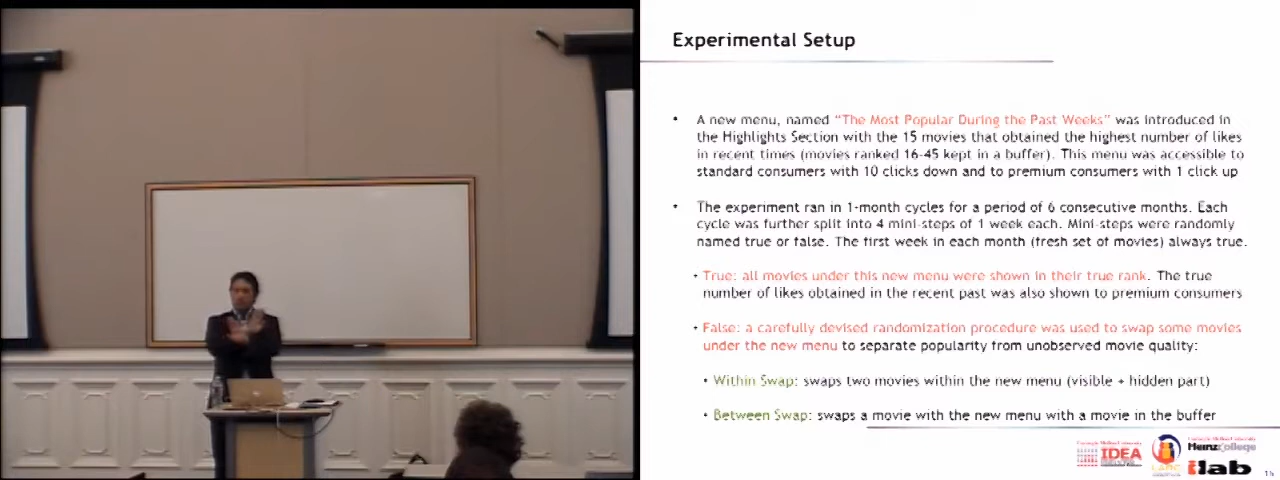 Experimental Setup
• A new menu, named "The Most Popular During the Past Weeks" was introduced in
the Highlights Section with the 15 movies that obtained the highest number of likes
in recent times (movies ranked 16-45 kept in a buffer). This menu was accessible to
standard consumers with 10 clicks down and to premium consumers with 1 click up
• The experiment ran in 1-month cycles for a period of 6 consecutive months. Each
cycle was further split into 4 mini-steps of 1 week each. Mini-steps were randomly
named true or false. The first week in each month (fresh set of movies) always true.
• True: all movies under this new menu were shown in their true rank. The true
number of likes obtained in the recent past was also shown to premium consumers
• False: a carefully devised randomization procedure was used to swap some movies
under the new menu to separate popularity from unobserved movie quality:
• Within Swap: swaps two movies within the new menu (visible + hidden part)
• Between Swap: swaps a movie with the new menu with a movie in the buffer
Carnegie Mellon University
IDEA
Carnegie Mellon University
HeinzCollege
ilab